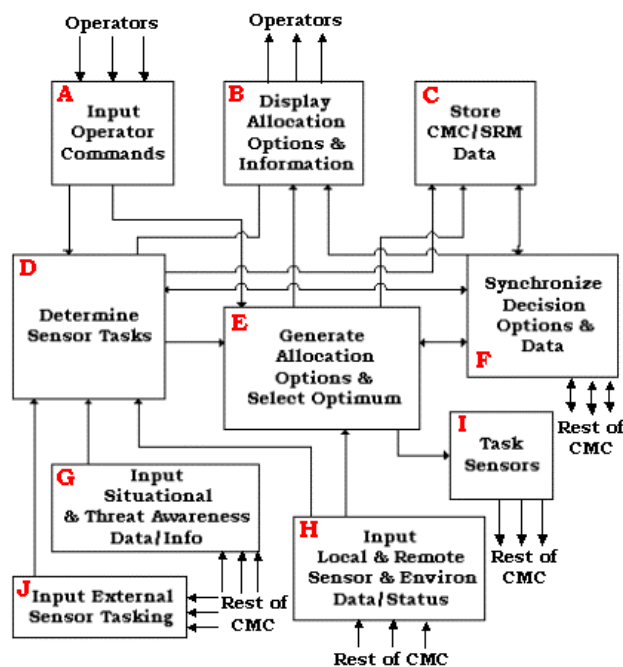 Operators
Operators
A
Input
Operator
Commands
B
Display
Allocation
Options &
Information
C
Store
CMC/SRM
Data
D
Determine
Sensor Tasks
E
Generate
Allocation
Options &
Select Optimum
Synchronize
Decision
Options &
Data
F
Rest of
CMC
I
Task
Sensors
Rest of
CMC
G
Input
Situational
& Threat Awareness
Data/Info
H
Input
Local & Remote
Sensor & Environ
Data/Status
J
Input External
Sensor Tasking
Rest of
CMC
Rest of CMC